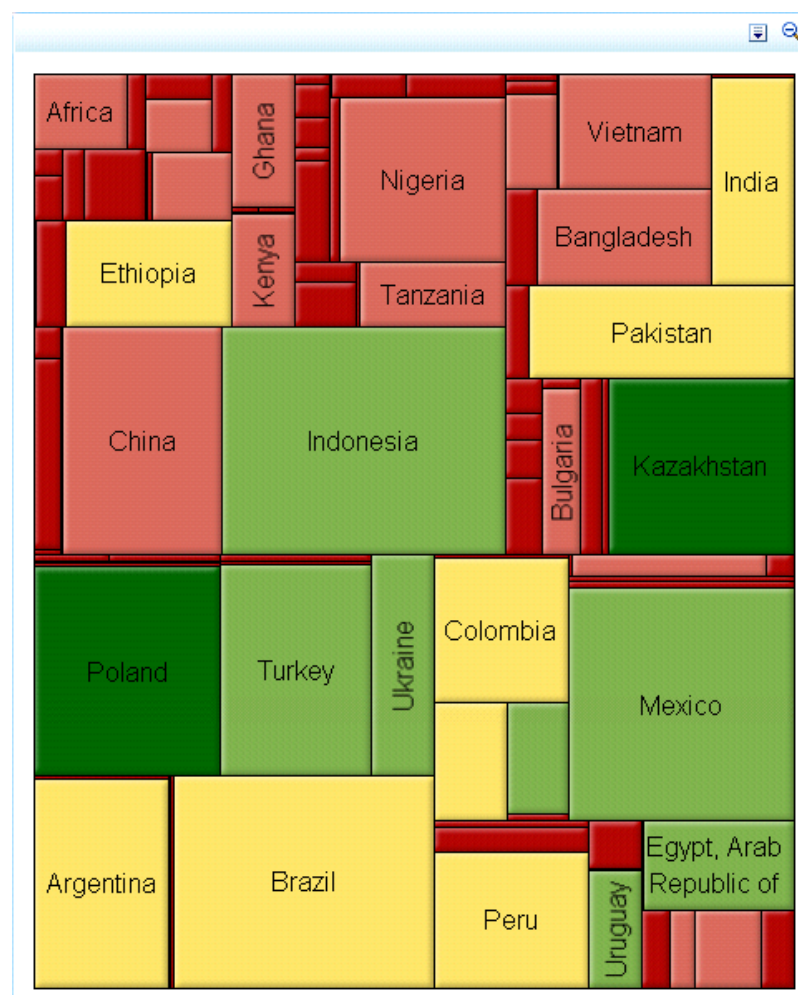 Africa
Ghana
Nigeria
Vietnam
India
Bangladesh
Ethiopia
Kenya
Tanzania
Pakistan
China
Indonesia
Bulgaria
Kazakhstan
Poland
Turkey
Ukraine
Colombia
Mexico
Argentina
Brazil
Peru
Uruguay
Egypt, Arab
Republic of